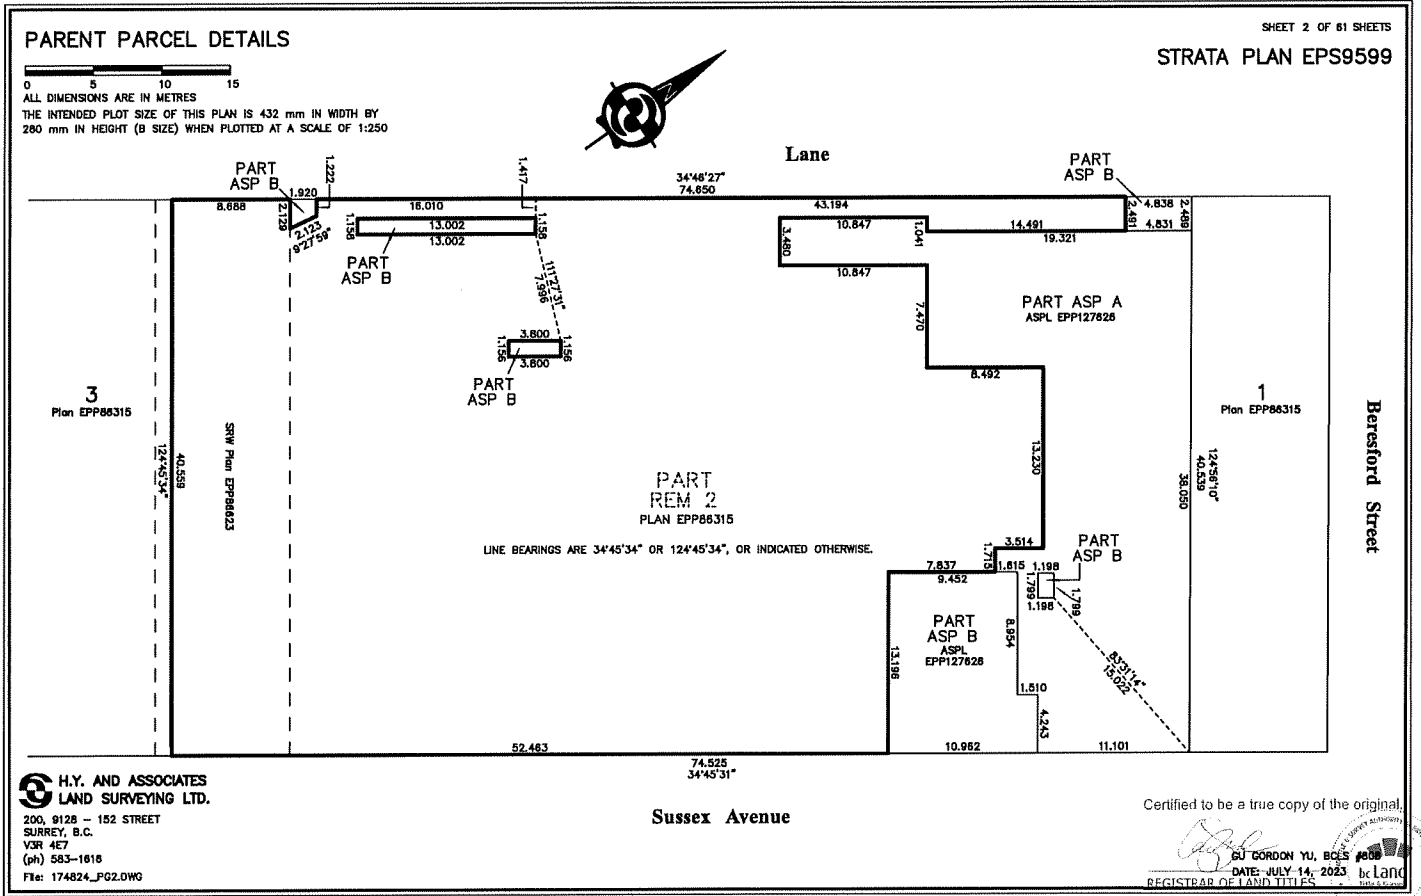 PARENT PARCEL DETAILS
0 5 10 15
ALL DIMENSIONS ARE IN METRES
THE INTENDED PLOT SIZE OF THIS PLAN IS 432 mm IN WIDTH BY
280 mm IN HEIGHT (B SIZE) WHEN PLOTTED AT A SCALE OF 1:250
SHEET 2 OF 61 SHEETS
STRATA PLAN EPS9599
Lane
34°46'27"
74.650
PART
ASP B
1.920
1.222
1.417
8.688
16.010
43.194
2.129
2.123
9°27'59"
1.158
13.002
13.002
1.158
PART
ASP B
111°27'31"
7.996
3.800
1.156
1.156
3.800
PART
ASP B
PART
ASP B
4.838
2.489
2.491
4.831
10.847
1.041
14.491
19.321
3.480
10.847
7.470
PART ASP A
ASPL EPP127628
8.492
13.230
3
Plan EPP86315
124°45'34"
40.559
SRW Plan EPP86623
PART
REM 2
PLAN EPP86315
LINE BEARINGS ARE 34°45'34" OR 124°45'34", OR INDICATED OTHERWISE.
1
Plan EPP86315
124°56'10"
40.539
38.050
Beresford Street
3.514
1.715
PART
ASP B
7.837
9.452
1.615
1.198
1.799
1.799
1.198
PART
ASP B
ASPL
EPP127628
8.954
13.196
1.510
4.243
83°31'14"
15.022
52.463
10.962
11.101
74.525
34°45'31"
Sussex Avenue
H.Y. AND ASSOCIATES
LAND SURVEYING LTD.
200, 9128 – 152 STREET
SURREY, B.C.
V3R 4E7
(ph) 583–1616
File: 174824_PG2.DWG
Certified to be a true copy of the original.
GU GORDON YU, BCLS #808
DATE: JULY 14, 2023
REGISTRAR OF LAND TITLES
bc Land